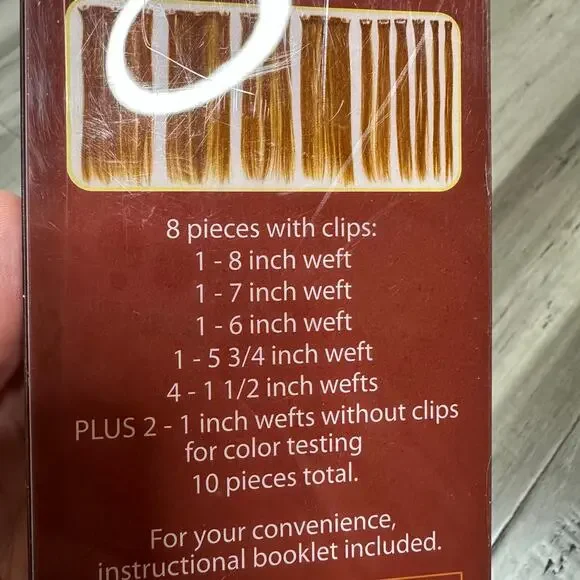 8 pieces with clips:
1 - 8 inch weft
1 - 7 inch weft
1 - 6 inch weft
1 - 5 3/4 inch weft
4 - 1 1/2 inch wefts
PLUS 2 - 1 inch wefts without clips
for color testing
10 pieces total.
For your convenience,
instructional booklet included.